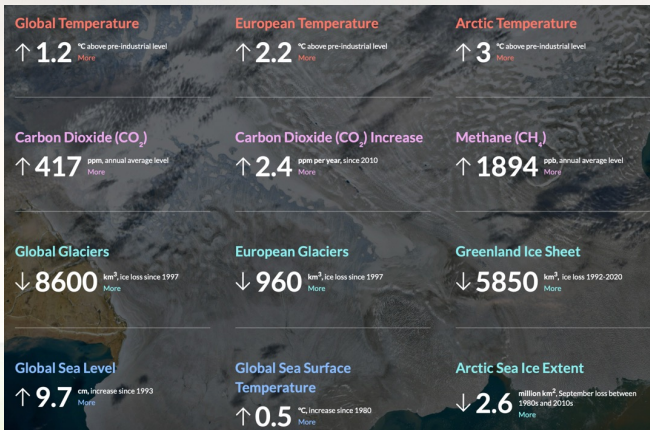 Global Temperature
↑ 1.2 °C above pre-industrial level
More
European Temperature
↑ 2.2 °C above pre-industrial level
More
Arctic Temperature
↑ 3 °C above pre-industrial level
More
Carbon Dioxide (CO₂)
↑ 417 ppm, annual average level
More
Carbon Dioxide (CO₂) Increase
↑ 2.4 ppm per year, since 2010
More
Methane (CH₄)
↑ 1894 ppb, annual average level
More
Global Glaciers
↓ 8600 km³, ice loss since 1997
More
European Glaciers
↓ 960 km³, ice loss since 1997
More
Greenland Ice Sheet
↓ 5850 km³, ice loss 1992-2020
More
Global Sea Level
↑ 9.7 cm, increase since 1993
More
Global Sea Surface
Temperature
↑ 0.5 °C, increase since 1980
More
Arctic Sea Ice Extent
↓ 2.6 million km², September loss between
1980s and 2010s
More